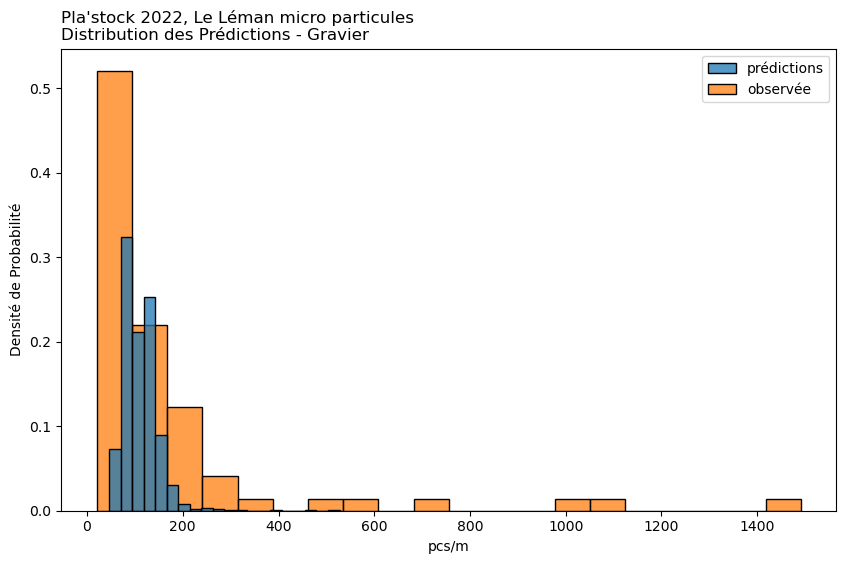 Pla'stock 2022, Le Léman micro particules
Distribution des Prédictions - Gravier
prédictions
observée
Densité de Probabilité
0.5
0.4
0.3
0.2
0.1
0.0
0 200 400 600 800 1000 1200 1400
pcs/m